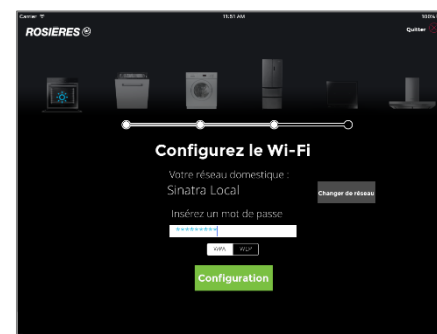 Carrier 11:51 AM 100%
ROSIÈRES
Quitter
Configurez le Wi-Fi
Votre réseau domestique :
Sinatra Local
Changer de réseau
Insérez un mot de passe
*********
WPA WEP
Configuration